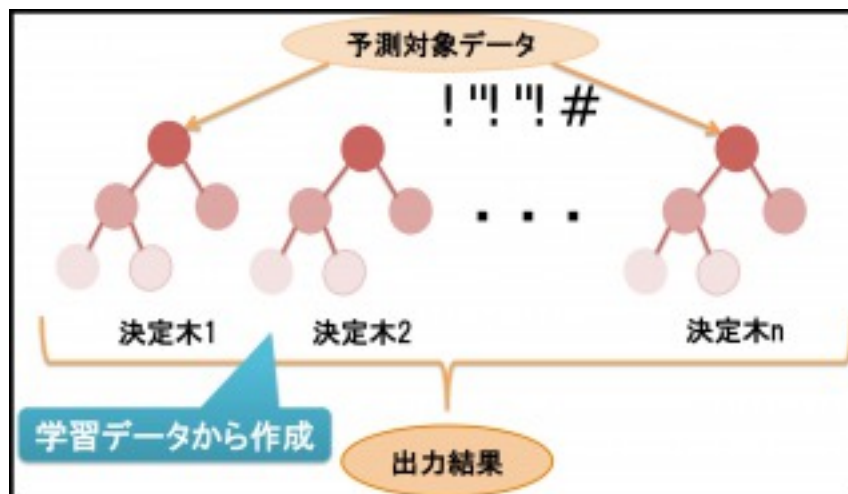 予測対象データ
! "! "! #
. . .
決定木1
決定木2
決定木n
学習データから作成
出力結果